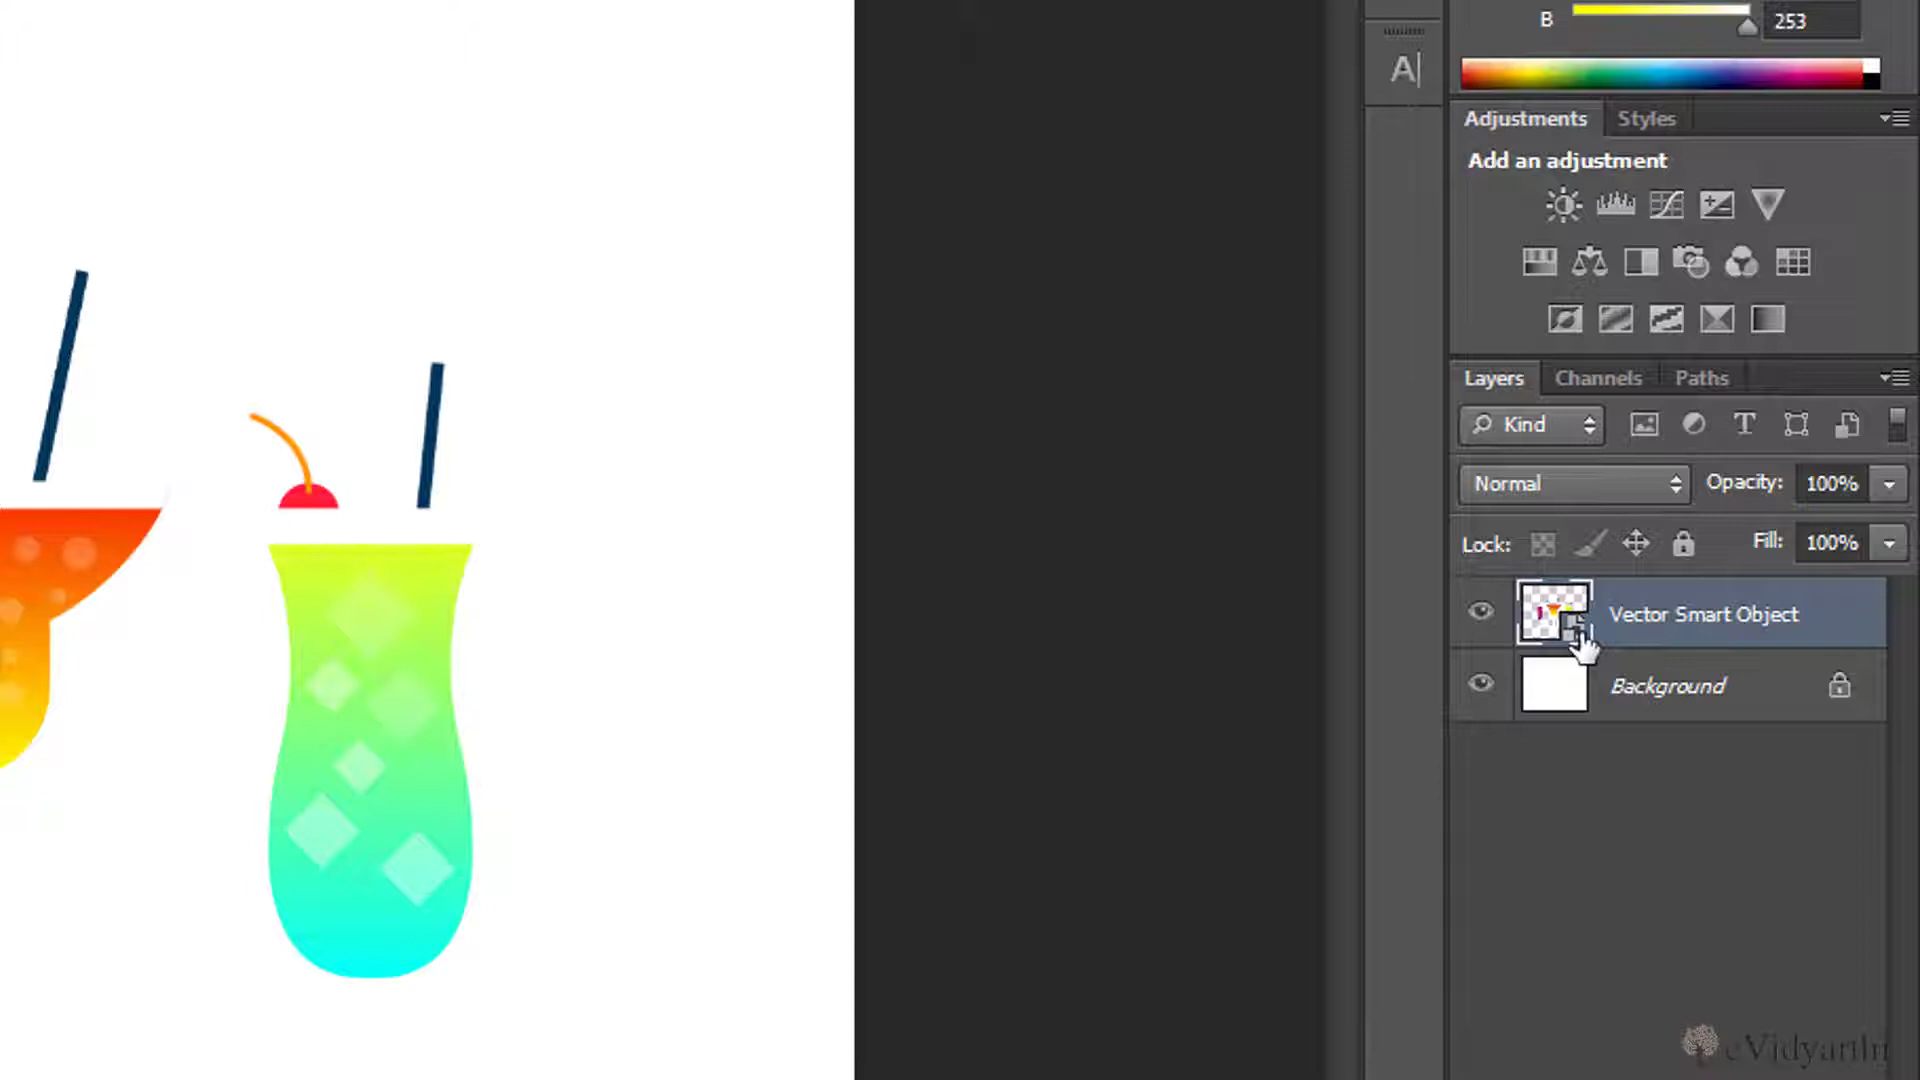 B 253
A
Adjustments Styles
Add an adjustment
Layers Channels Paths
Kind T
Normal Opacity: 100%
Lock: Fill: 100%
Vector Smart Object
Background
eVidyarthi